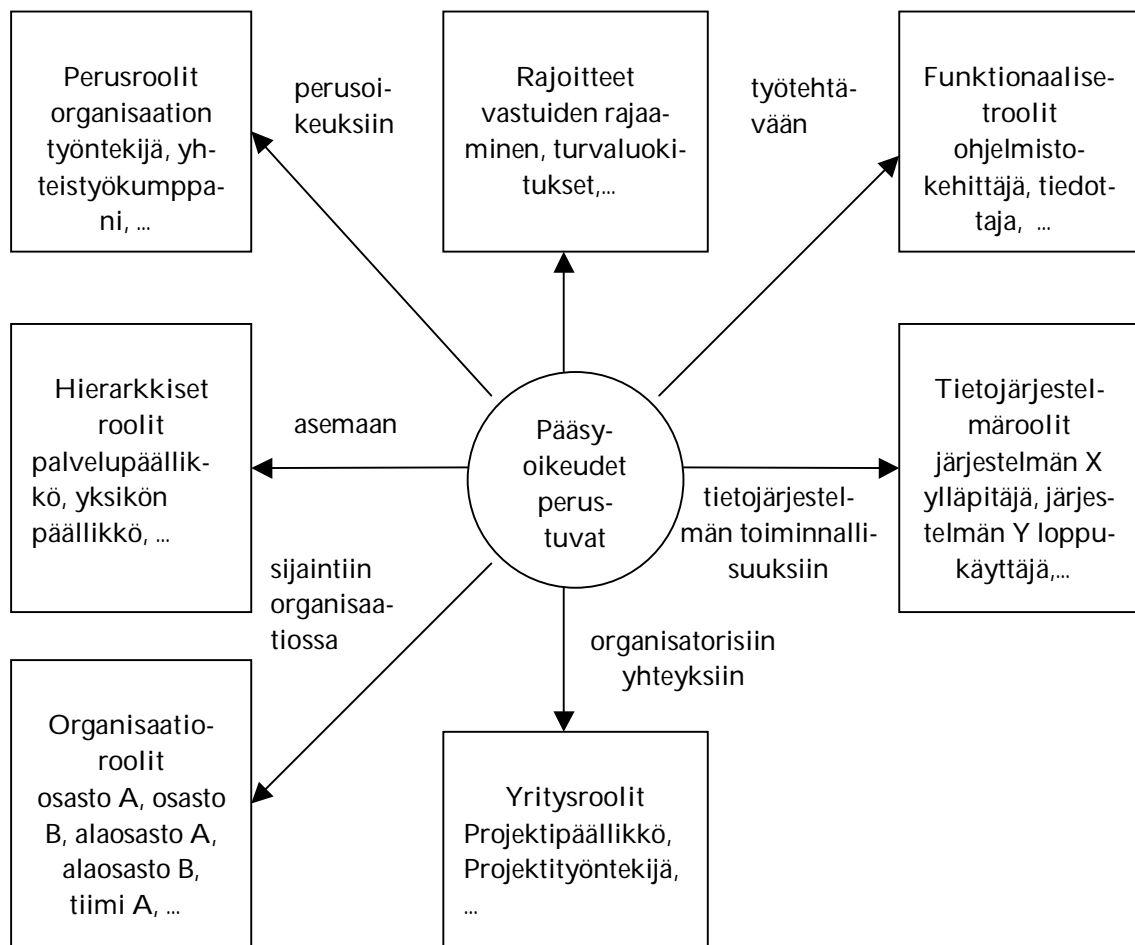 Perusroolit
organisaation
työntekijä, yh-
teistyökumppa-
ni, ...
perusoi-
keuksiin
Rajoitteet
vastuiden rajaa-
minen, turvaluoki-
tukset,...
työtehtä-
vään
Funktionaalise-
troolit
ohjelmisto-
kehittäjä, tiedot-
taja, ...
Hierarkkiset
roolit
palvelupäällik-
kö, yksikön
päällikkö, ...
asemaan
Pääsy-
oikeudet
perus-
tuvat
tietojärjestel-
män toiminnalli-
suuksiin
Tietojärjestel-
märoolit
järjestelmän X
ylläpitäjä, järjes-
telmän Y loppu-
käyttäjä,...
sijaintiin
organisaa-
tiossa
organisatorisiin
yhteyksiin
Organisaatio-
roolit
osasto A, osasto
B, alaosasto A,
alaosasto B,
tiimi A, ...
Yritysroolit
Projektipäällikkö,
Projektityöntekijä,
...